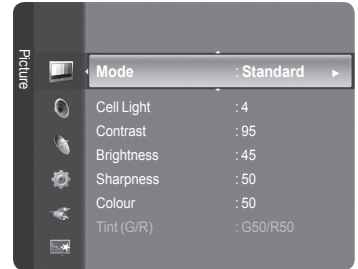 Picture
Mode : Standard ►
Cell Light : 4
Contrast : 95
Brightness : 45
Sharpness : 50
Colour : 50
Tint (G/R) : G50/R50